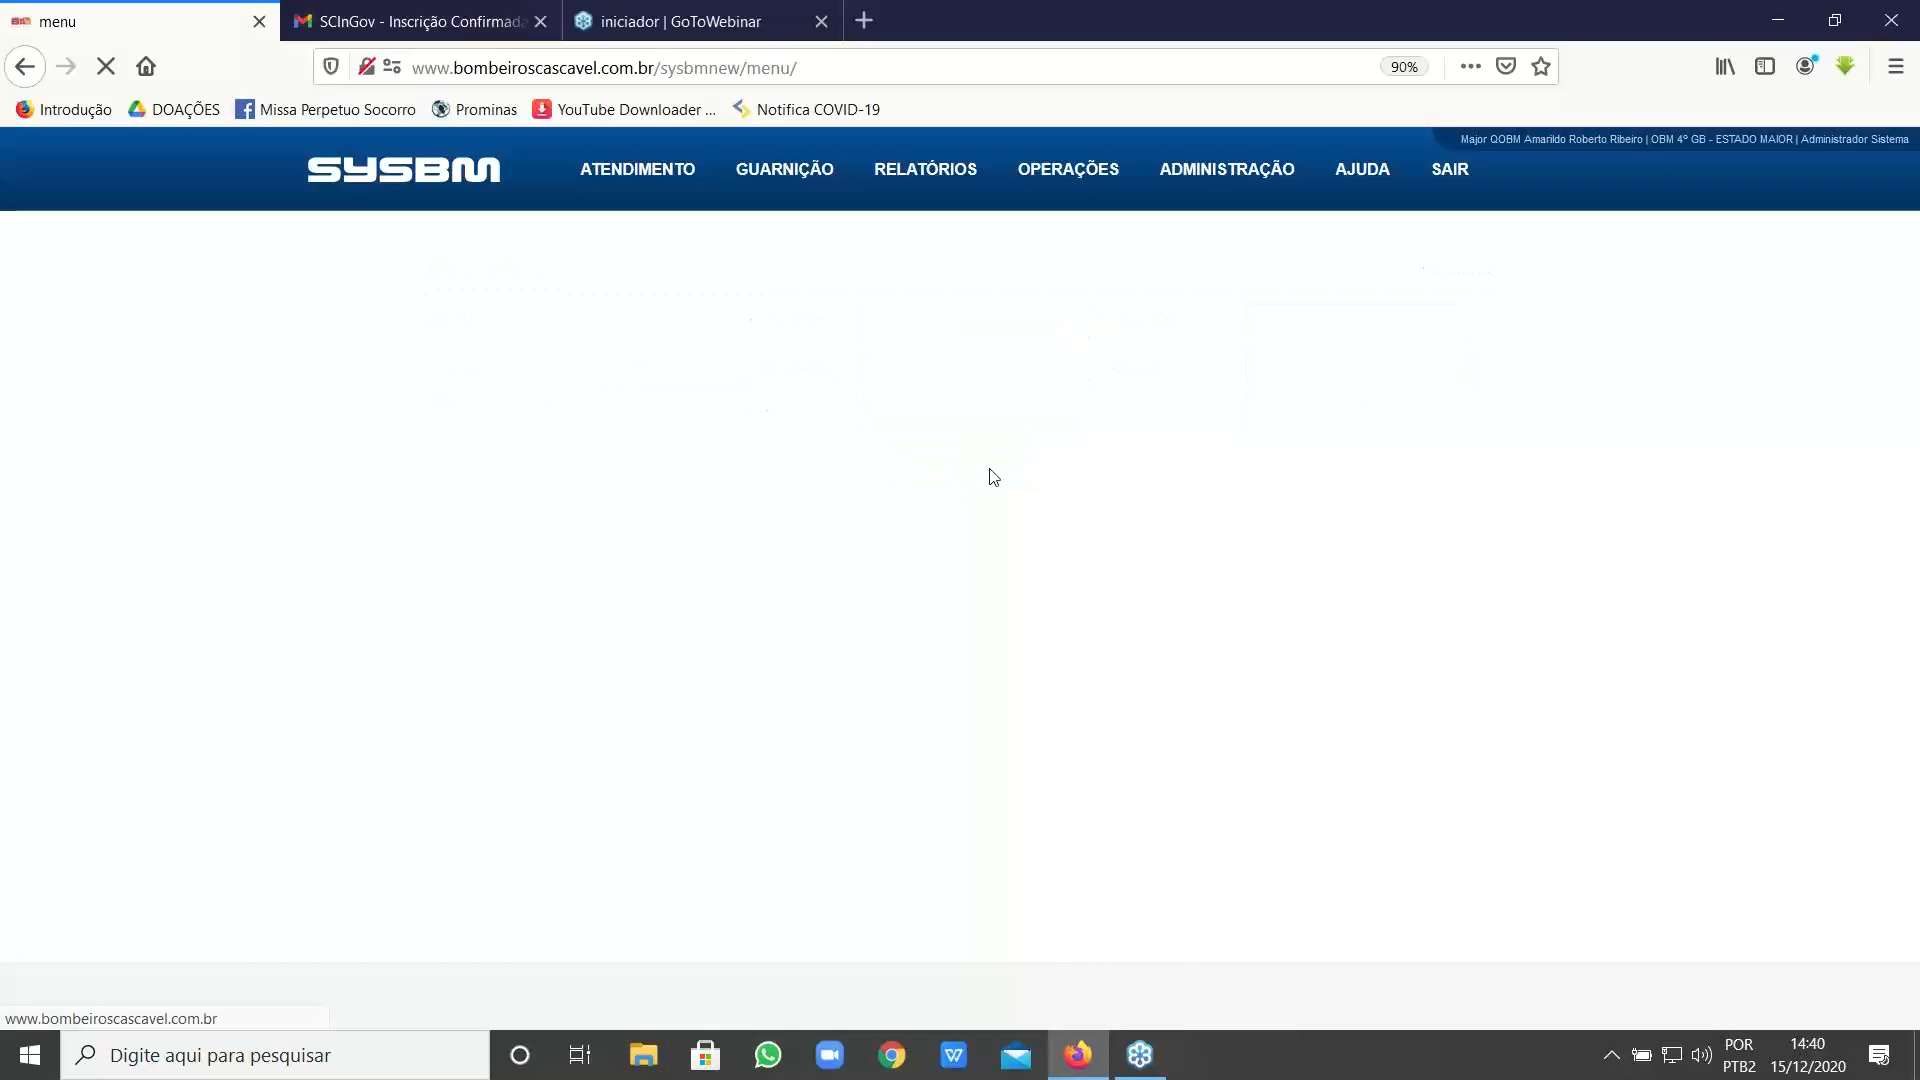 menu
SCInGov - Inscrição Confirmada
iniciador | GoToWebinar
www.bombeiroscascavel.com.br/sysbmnew/menu/
90%
Introdução
DOAÇÕES
Missa Perpetuo Socorro
Prominas
YouTube Downloader ...
Notifica COVID-19
Major QOBM Amarildo Roberto Ribeiro | OBM 4º GB - ESTADO MAIOR | Administrador Sistema
SYSBM
ATENDIMENTO
GUARNIÇÃO
RELATÓRIOS
OPERAÇÕES
ADMINISTRAÇÃO
AJUDA
SAIR
www.bombeiroscascavel.com.br
Digite aqui para pesquisar
POR
PTB2
14:40
15/12/2020